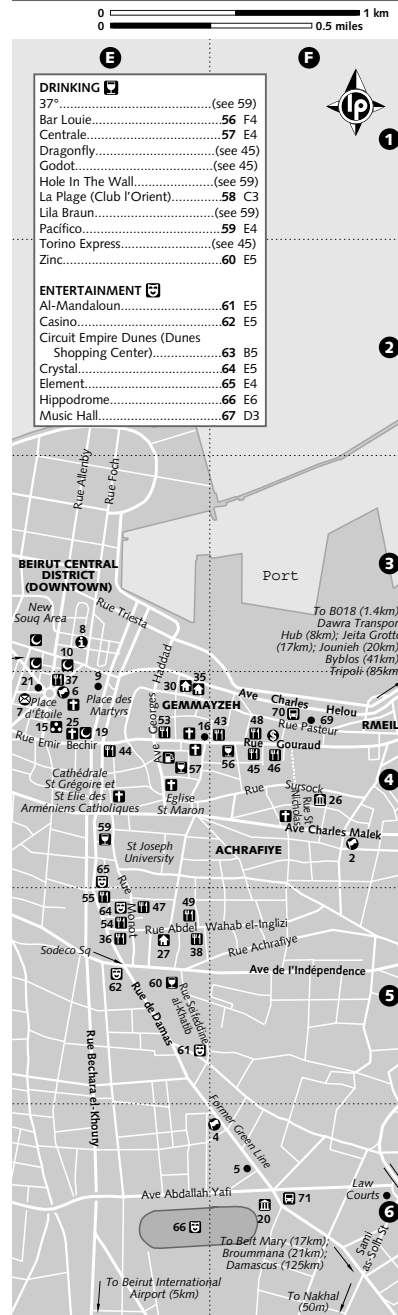 0 1 km
0 0.5 miles
E F
DRINKING
37°..............................(see 59)
Bar Louie.......................56 F4
Centrale.........................57 E4
Dragonfly......................(see 45)
Godot............................(see 45)
Hole In The Wall............(see 59)
La Plage (Club l'Orient)........58 C3
Lila Braun......................(see 59)
Pacífico..........................59 E4
Torino Express...............(see 45)
Zinc...............................60 E5
ENTERTAINMENT
Al-Mandaloun................61 E5
Casino...........................62 E5
Circuit Empire Dunes (Dunes
Shopping Center)...........63 B5
Crystal...........................64 E5
Element.........................65 E4
Hippodrome..................66 E6
Music Hall......................67 D3
lp
1
2
Rue Allenby
Rue Foch
3
BEIRUT CENTRAL
DISTRICT
(DOWNTOWN)
Port
New
Souq Area
Rue Triesta
To B018 (1.4km)
Dawra Transpor
Hub (8km); Jeita Grotto
(17km); Jounieh (20km)
Byblos (41km)
Tripoli (85km
8
10
21 37 9
6
7
Place
d'Étoile
25
15 19
Place des
Martyrs
Rue Emir Bechir
44
Ave Georges Haddad
35
30
GEMMAYZEH
53 16 43
57
56
48
45 46
Ave Charles Helou
70 69
Rue Pasteur
RMEIL
Rue Gouraud
4
Cathédrale
St Grégoire et
St Elie des
Arméniens Catholiques
Eglise
St Maron
Rue Sursock
Rue St Nicholas
26
Ave Charles Malek
2
59
St Joseph
University
ACHRAFIYE
65
55
Rue Monot
64 47 49
54
36
Rue Abdel Wahab el-Inglizi
27 38
Rue Achrafiye
Sodeco Sq
Ave de l'Indépendence
62 60
5
Rue Seifeddine
al-Khatib
Rue de Damas
61
Rue Bechara el-Khoury
Former Green Line
4
5
Ave Abdallah Yafi
71
20
66
Law
Courts
6
Sami
as-Solh St
To Beit Mary (17km);
Broummana (21km);
Damascus (125km)
To Beirut International
Airport (5km)
To Nakhal
(50m)